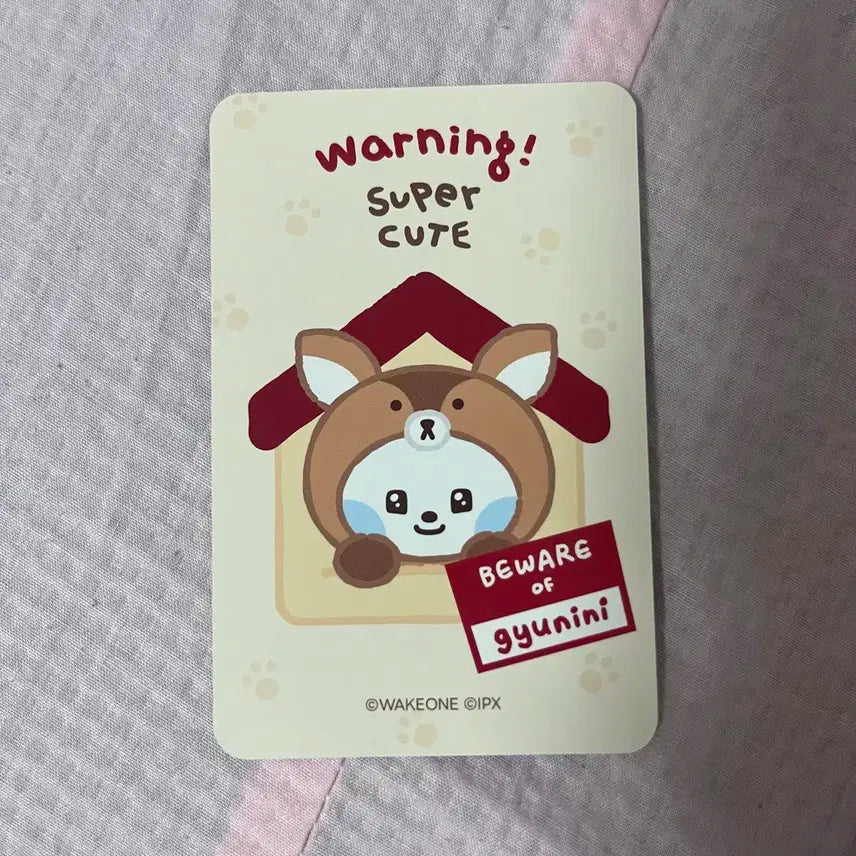 warning!
SUPer
CUTE
BEWARE
OF
gyunini
©WAKEONE ©IPX